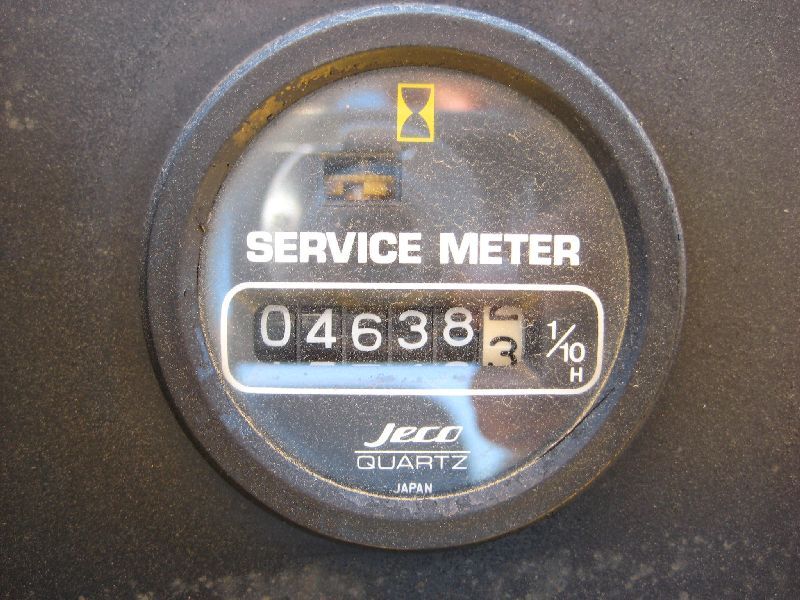 SERVICE METER
046383 1/10 H
Jeco
QUARTZ
JAPAN